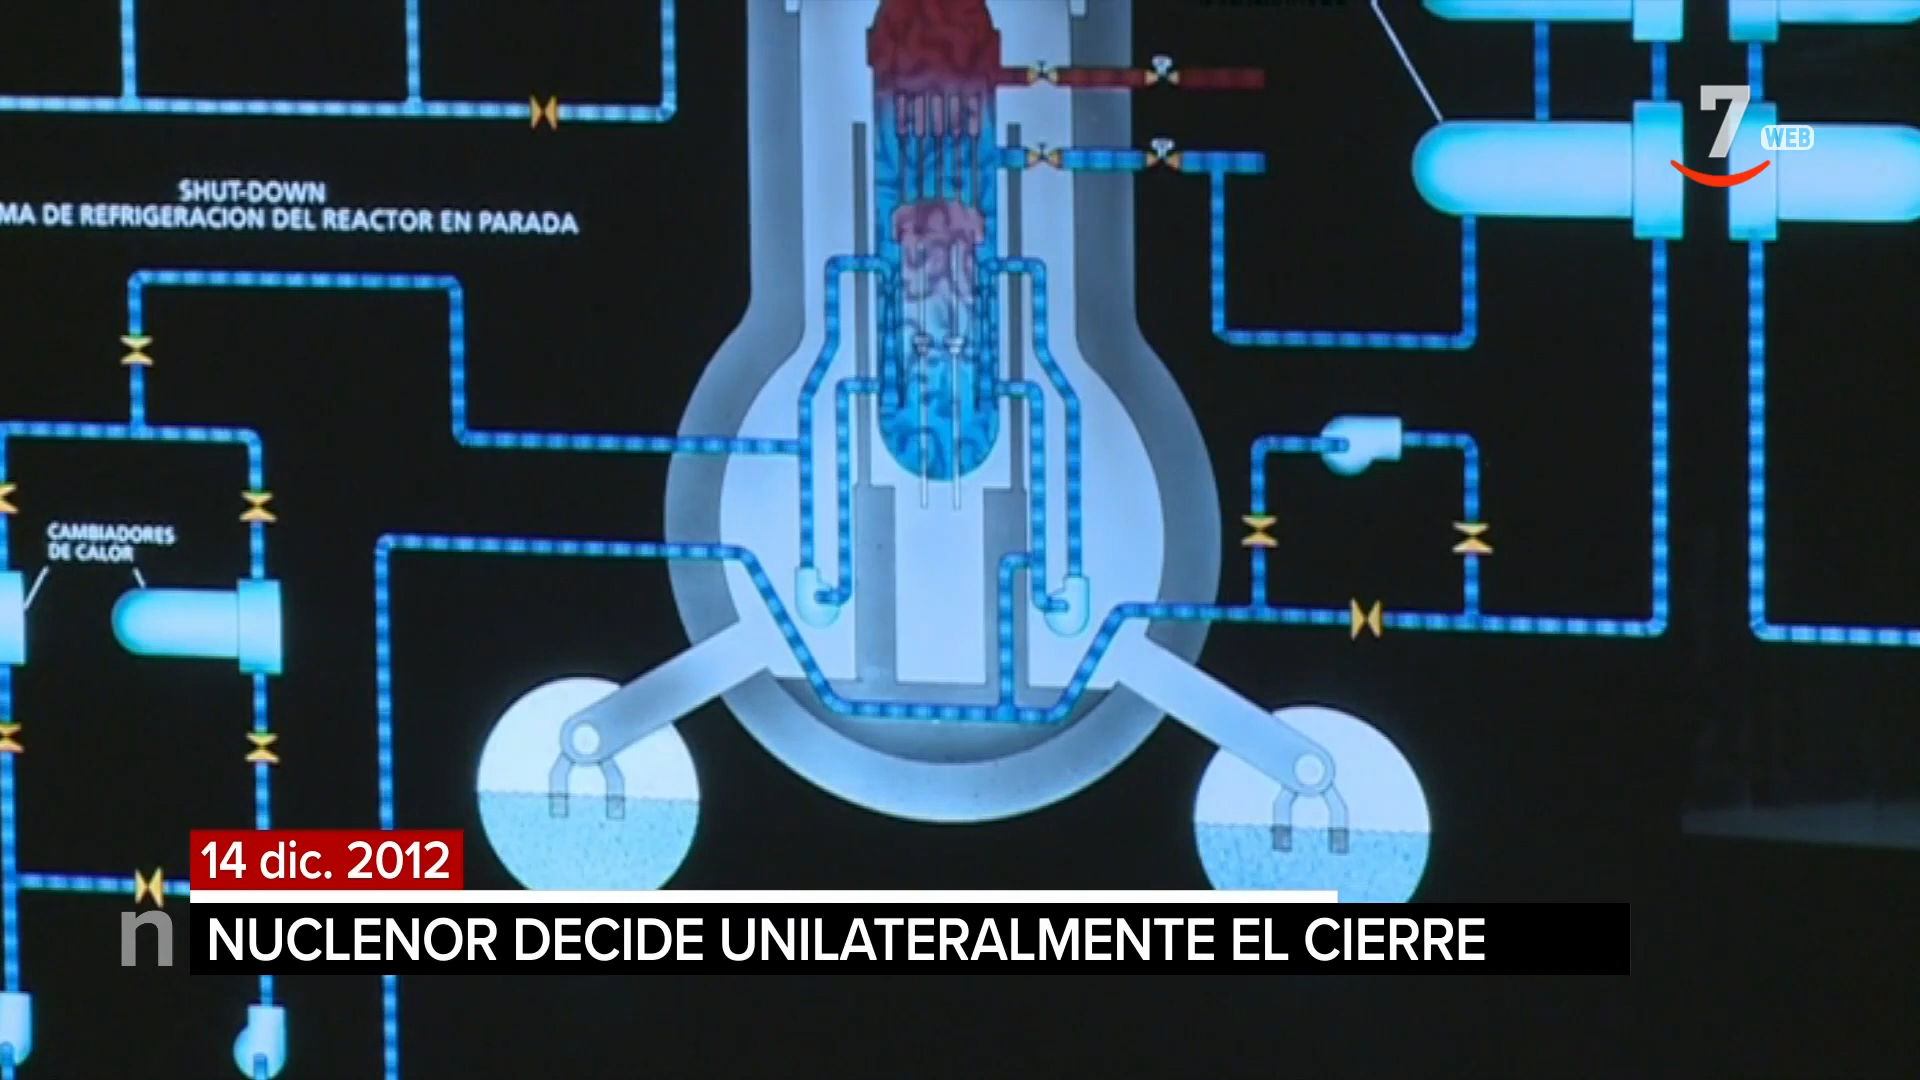 7
WEB
SHUT-DOWN
MA DE REFRIGERACION DEL REACTOR EN PARADA
CAMBIADORES
DE CALOR
14 dic. 2012
n
NUCLENOR DECIDE UNILATERALMENTE EL CIERRE